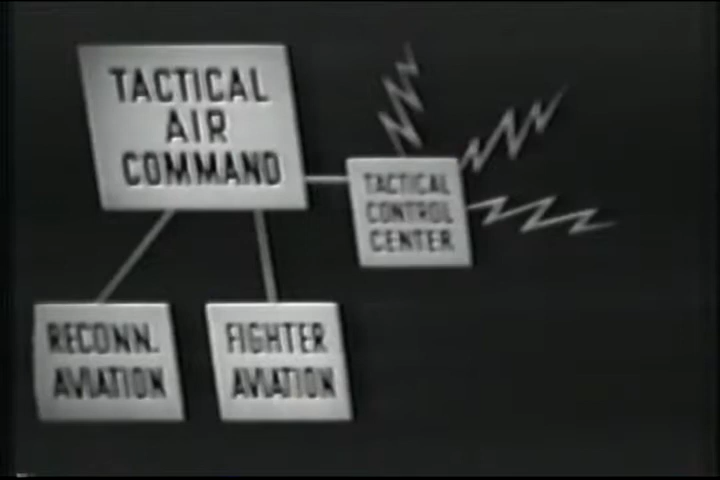 TACTICAL
AIR
COMMAND
TACTICAL
CONTROL
CENTER
RECONN.
AVIATION
FIGHTER
AVIATION